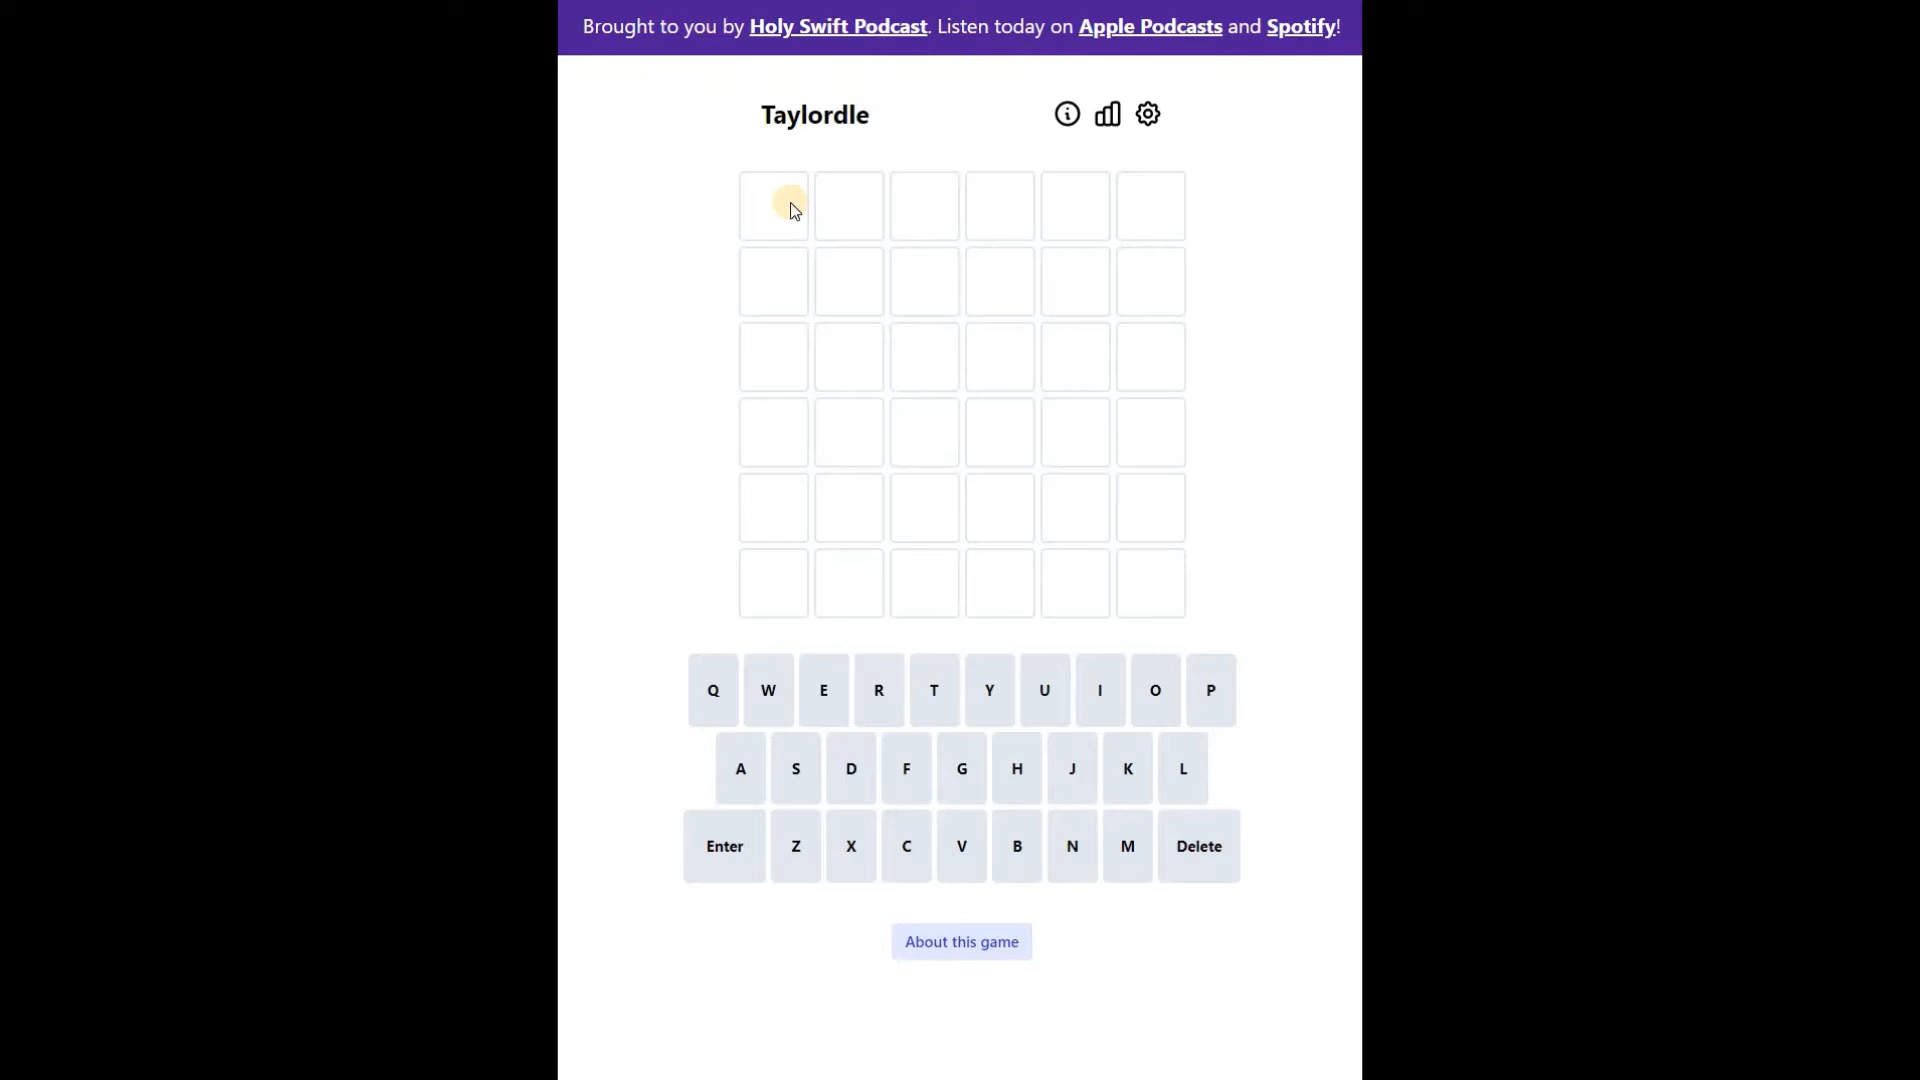 Brought to you by Holy Swift Podcast. Listen today on Apple Podcasts and Spotify!
Taylordle
Q W E R T Y U I O P
A S D F G H J K L
Enter Z X C V B N M Delete
About this game